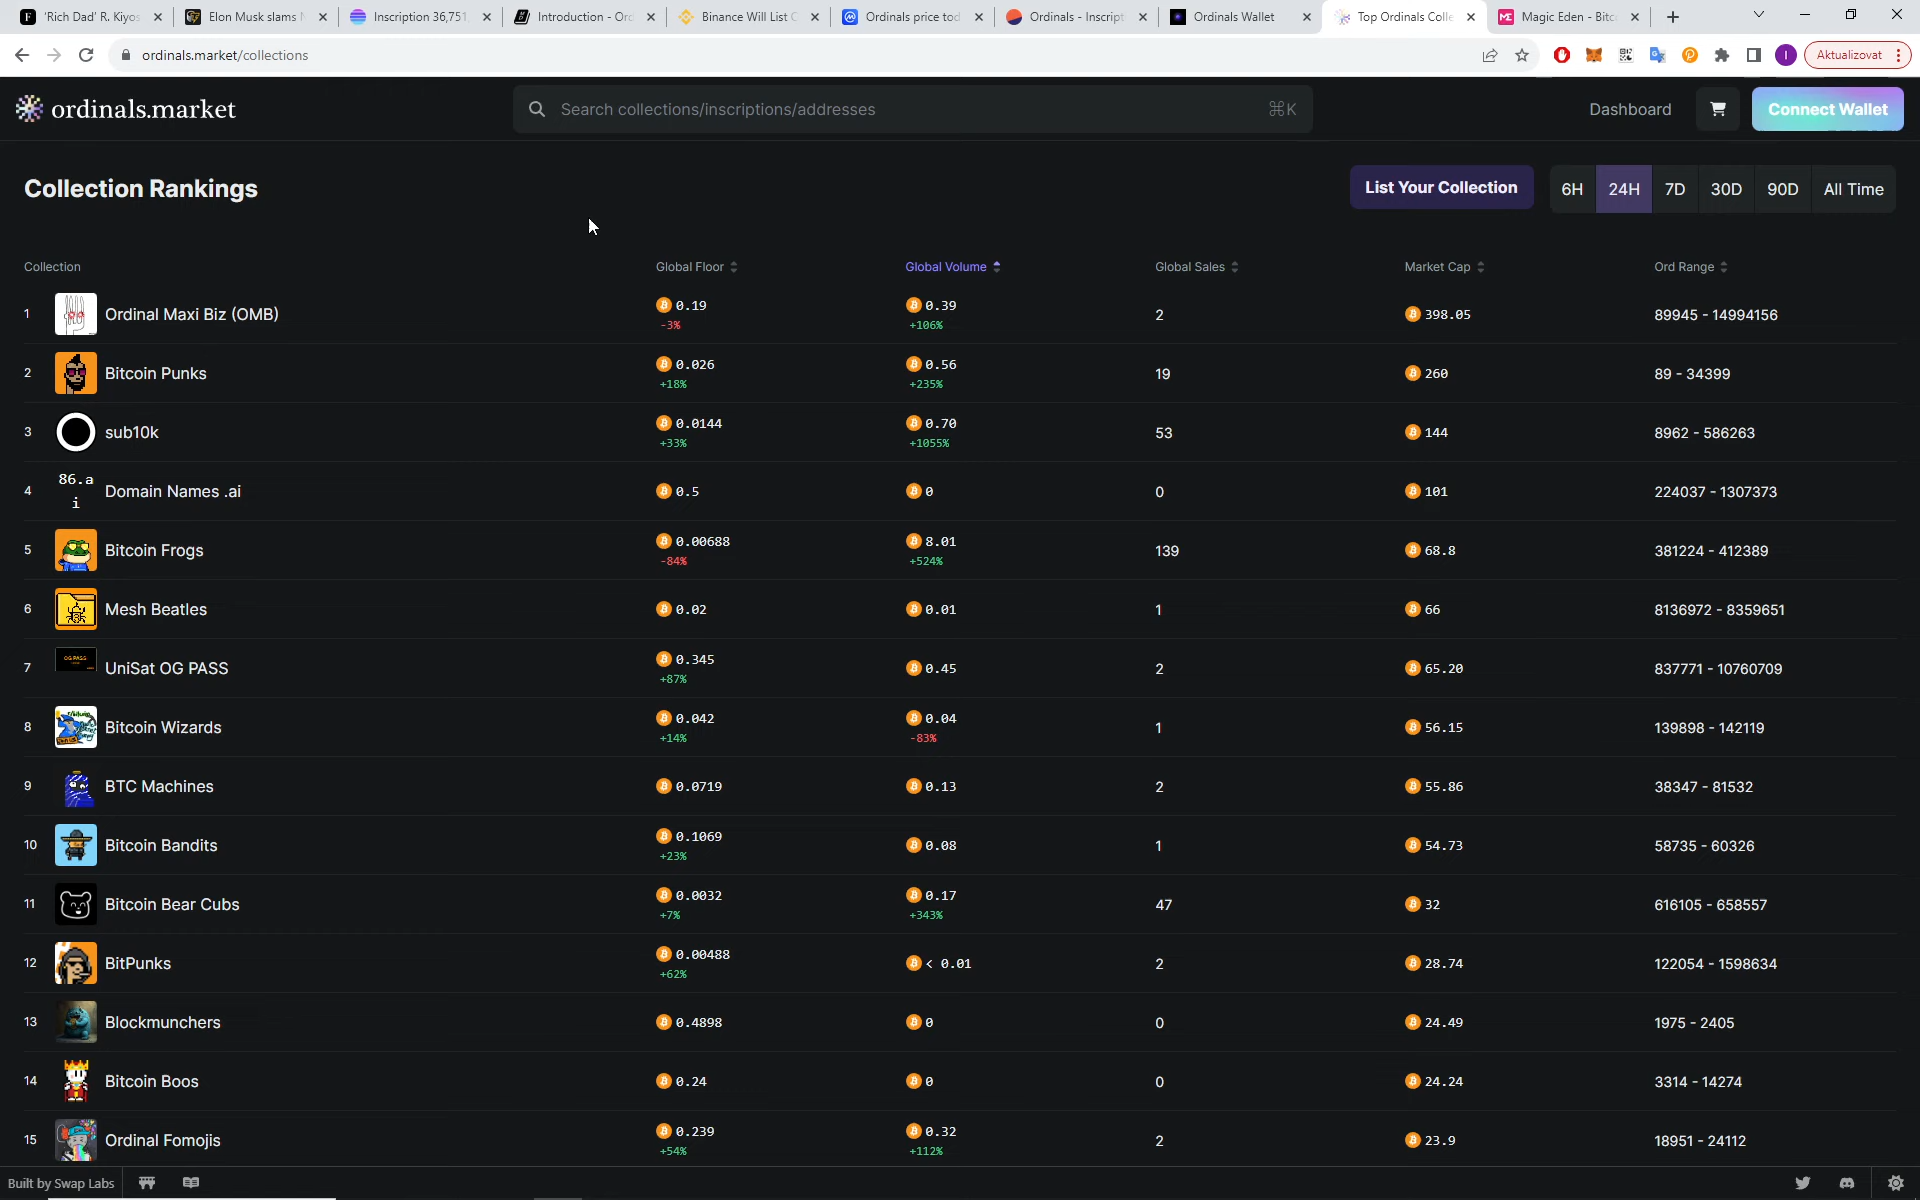 'Rich Dad' R. Kiyos
Elon Musk slams
Inscription 36,751
Introduction - Ord
Binance Will List
Ordinals price tod
Ordinals - Inscript
Ordinals Wallet
Top Ordinals Colle
Magic Eden - Bitc
ordinals.market/collections
Aktualizovat
ordinals.market
Search collections/inscriptions/addresses
⌘K
Dashboard
Connect Wallet
Collection Rankings
List Your Collection
6H 24H 7D 30D 90D All Time
Collection Global Floor Global Volume Global Sales Market Cap Ord Range
1 Ordinal Maxi Biz (OMB) 0.19 0.39 2 398.05 89945 - 14994156
-3% +106%
2 Bitcoin Punks 0.026 0.56 19 260 89 - 34399
+18% +235%
3 sub10k 0.0144 0.70 53 144 8962 - 586263
+33% +1055%
4 86.ai Domain Names .ai 0.5 0 0 101 224037 - 1307373
5 Bitcoin Frogs 0.00688 8.01 139 68.8 381224 - 412389
-84% +524%
6 Mesh Beatles 0.02 0.01 1 66 8136972 - 8359651
7 OG PASS UniSat OG PASS 0.345 0.45 2 65.20 837771 - 10760709
+87%
8 Bitcoin Wizards 0.042 0.04 1 56.15 139898 - 142119
+14% -83%
9 BTC Machines 0.0719 0.13 2 55.86 38347 - 81532
10 Bitcoin Bandits 0.1069 0.08 1 54.73 58735 - 60326
+23%
11 Bitcoin Bear Cubs 0.0032 0.17 47 32 616105 - 658557
+7% +343%
12 BitPunks 0.00488 < 0.01 2 28.74 122054 - 1598634
+62%
13 Blockmunchers 0.4898 0 0 24.49 1975 - 2405
14 Bitcoin Boos 0.24 0 0 24.24 3314 - 14274
15 Ordinal Fomojis 0.239 0.32 2 23.9 18951 - 24112
+54% +112%
Built by Swap Labs